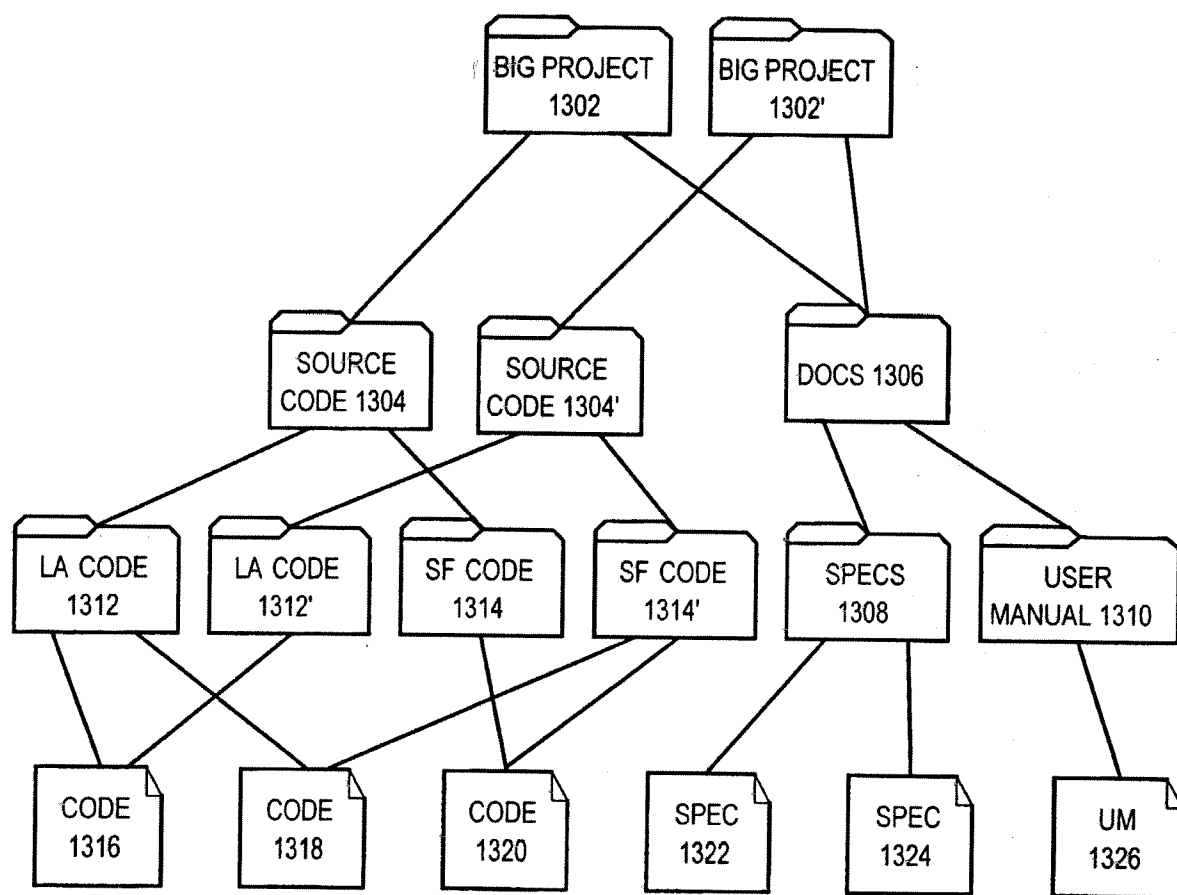 BIG PROJECT
1302
BIG PROJECT
1302'
SOURCE
CODE 1304
SOURCE
CODE 1304'
DOCS 1306
LA CODE
1312
LA CODE
1312'
SF CODE
1314
SF CODE
1314'
SPECS
1308
USER
MANUAL 1310
CODE
1316
CODE
1318
CODE
1320
SPEC
1322
SPEC
1324
UM
1326